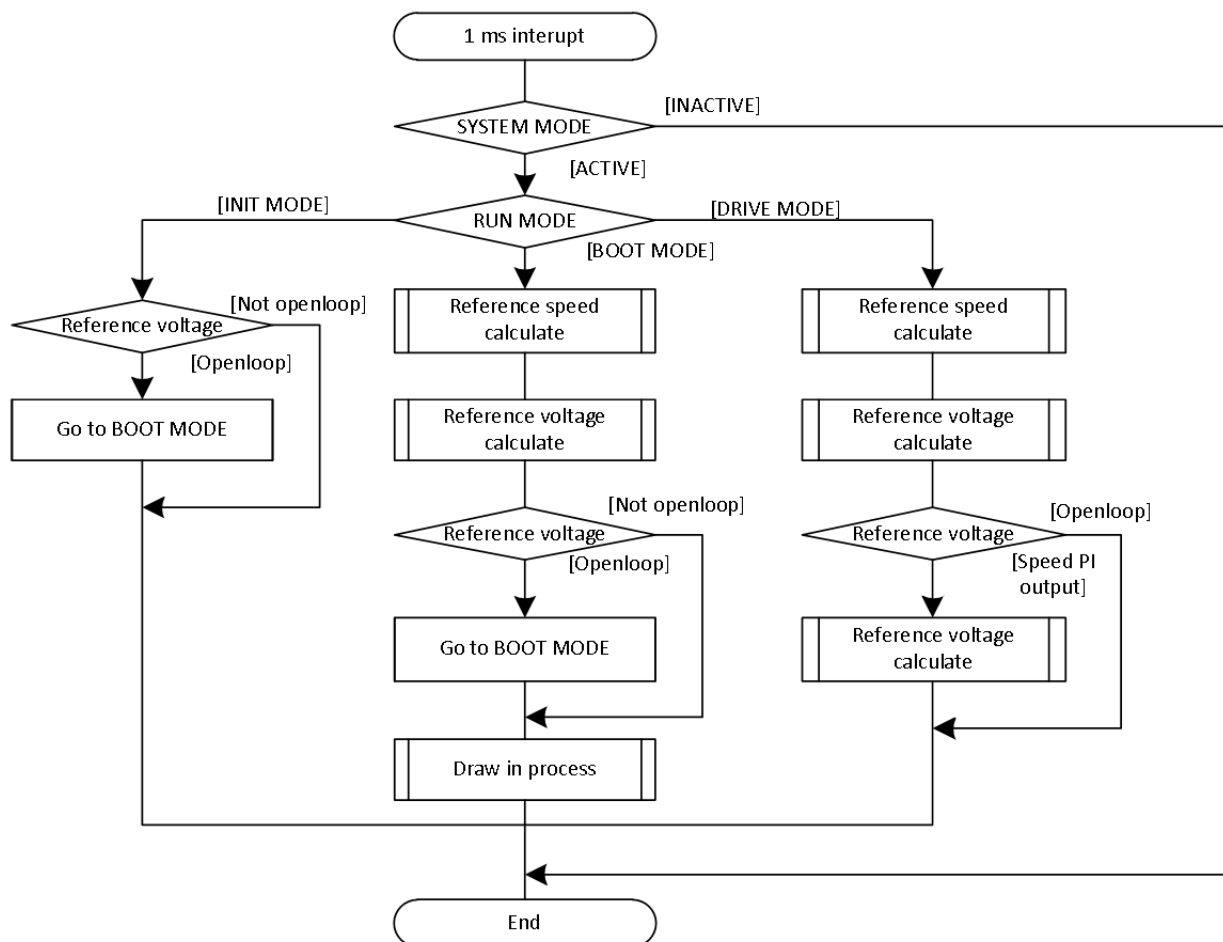 1 ms interupt
[INACTIVE]
SYSTEM MODE
[ACTIVE]
[INIT MODE]
RUN MODE
[DRIVE MODE]
[BOOT MODE]
[Not openloop]
Reference voltage
[Openloop]
Go to BOOT MODE
Reference speed
calculate
Reference voltage
calculate
[Not openloop]
Reference voltage
[Openloop]
Go to BOOT MODE
Draw in process
Reference speed
calculate
Reference voltage
calculate
[Openloop]
Reference voltage
[Speed PI
output]
Reference voltage
calculate
End